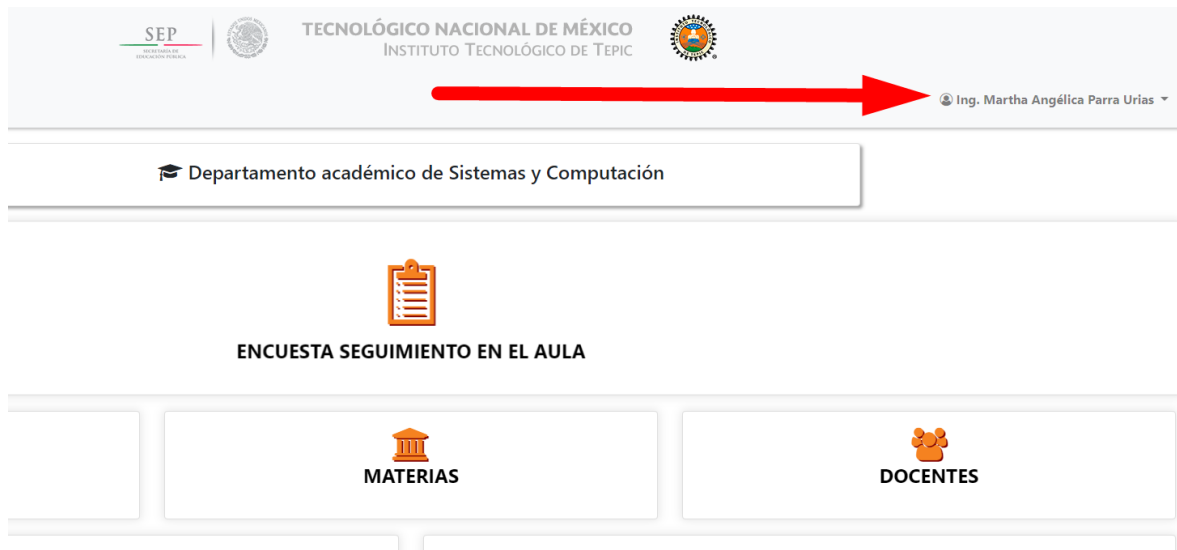 SEP
SECRETARÍA DE
EDUCACIÓN PÚBLICA
TECNOLÓGICO NACIONAL DE MÉXICO
INSTITUTO TECNOLÓGICO DE TEPIC
Ing. Martha Angélica Parra Urias
Departamento académico de Sistemas y Computación
ENCUESTA SEGUIMIENTO EN EL AULA
MATERIAS
DOCENTES